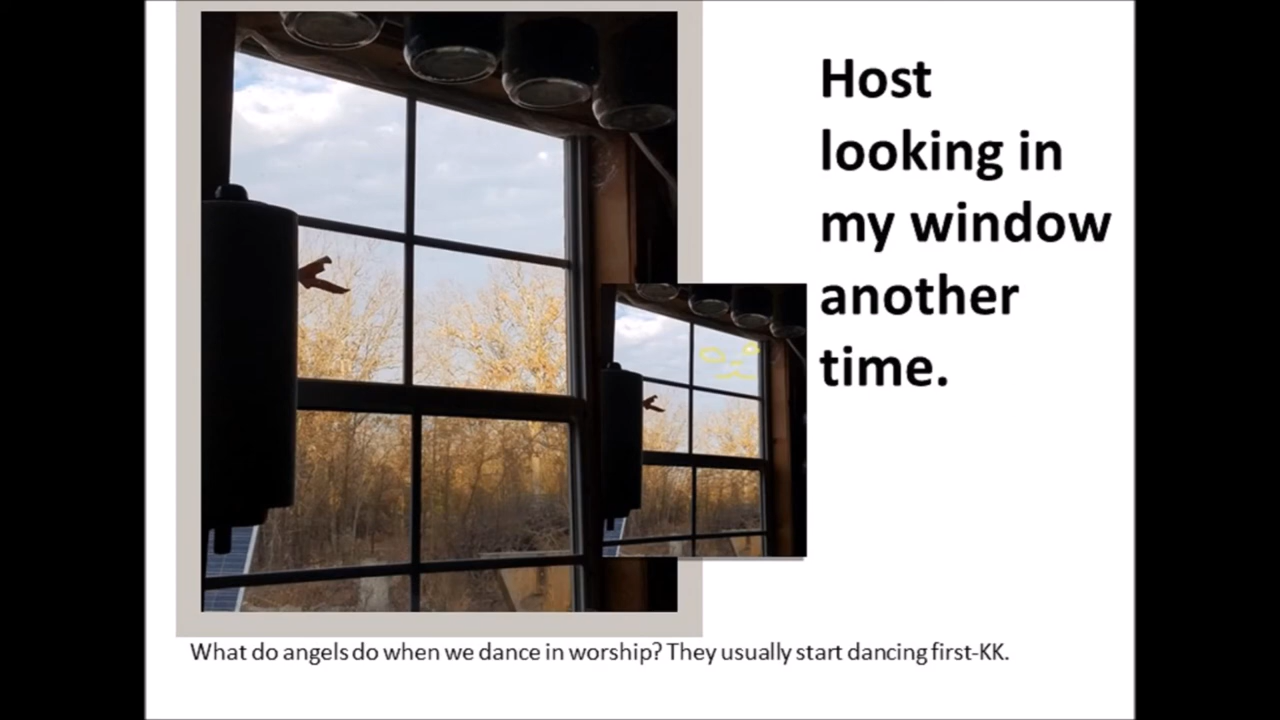 Host
looking in
my window
another
time.
What do angels do when we dance in worship? They usually start dancing first-KK.